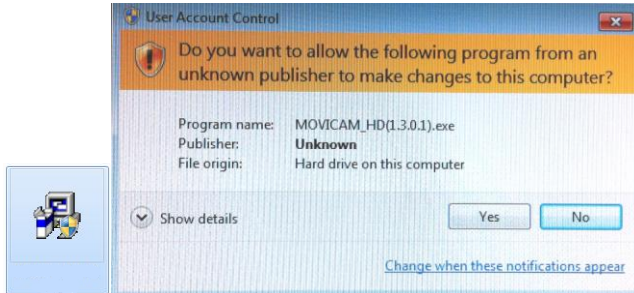 User Account Control
Do you want to allow the following program from an
unknown publisher to make changes to this computer?
Program name: MOVICAM_HD(1.3.0.1).exe
Publisher: Unknown
File origin: Hard drive on this computer
Show details
Yes
No
Change when these notifications appear